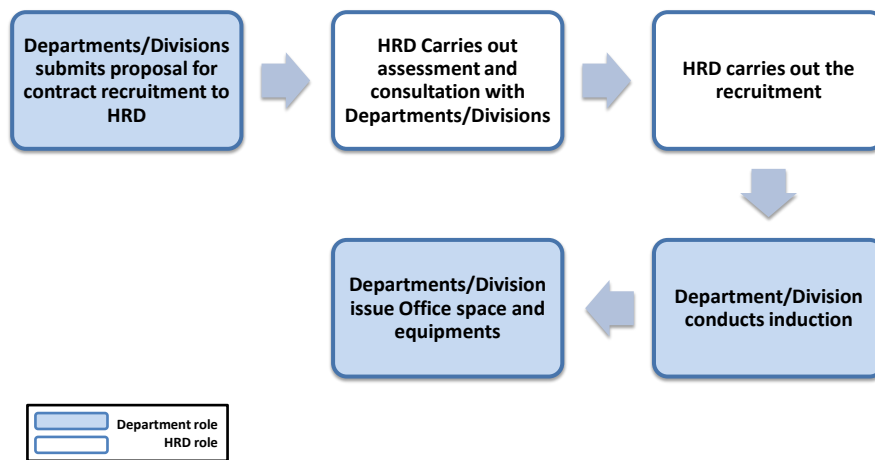 Departments/Divisions
submits proposal for
contract recruitment to
HRD
HRD Carries out
assessment and
consultation with
Departments/Divisions
HRD carries out the
recruitment
Departments/Division
issue Office space and
equipments
Department/Division
conducts induction
Department role
HRD role